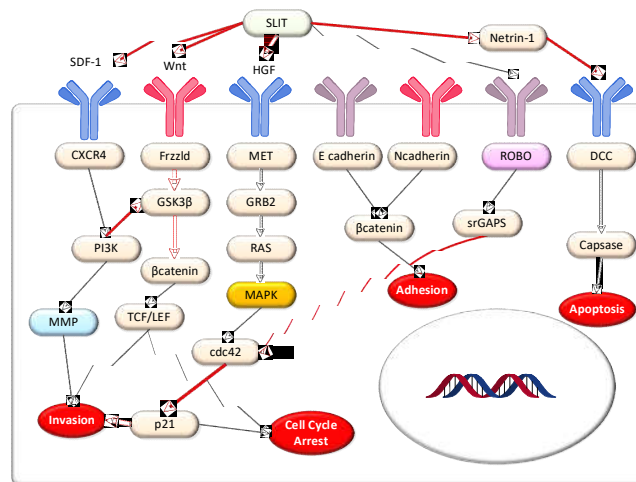 SLIT
Netrin-1
SDF-1
Wnt
HGF
CXCR4
Frzzld
MET
E cadherin
Ncadherin
ROBO
DCC
GSK3β
GRB2
PI3K
RAS
βcatenin
srGAPS
Capsase
βcatenin
MAPK
Adhesion
Apoptosis
MMP
TCF/LEF
cdc42
Invasion
p21
Cell Cycle
Arrest